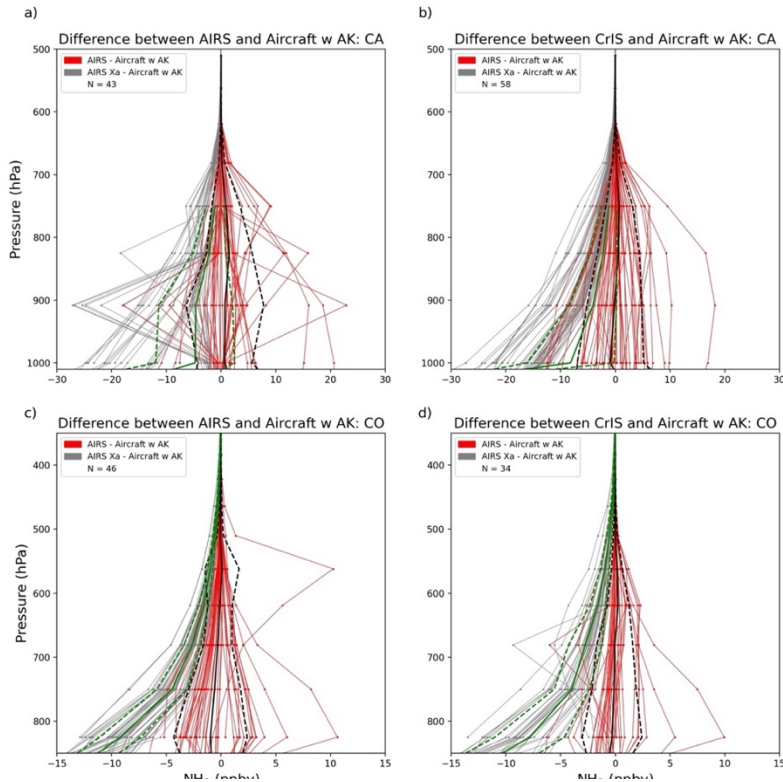 a)
Difference between AIRS and Aircraft w AK: CA
AIRS - Aircraft w AK
AIRS Xa - Aircraft w AK
N = 43
500
600
700
800
900
1000
Pressure (hPa)
-30
-20
-10
0
10
20
30
b)
Difference between CrIS and Aircraft w AK: CA
AIRS - Aircraft w AK
AIRS Xa - Aircraft w AK
N = 58
500
600
700
800
900
1000
-30
-20
-10
0
10
20
30
c)
Difference between AIRS and Aircraft w AK: CO
AIRS - Aircraft w AK
AIRS Xa - Aircraft w AK
N = 46
400
500
600
700
800
Pressure (hPa)
-15
-10
-5
0
5
10
15
d)
Difference between CrIS and Aircraft w AK: CO
AIRS - Aircraft w AK
AIRS Xa - Aircraft w AK
N = 34
400
500
600
700
800
-15
-10
-5
0
5
10
15